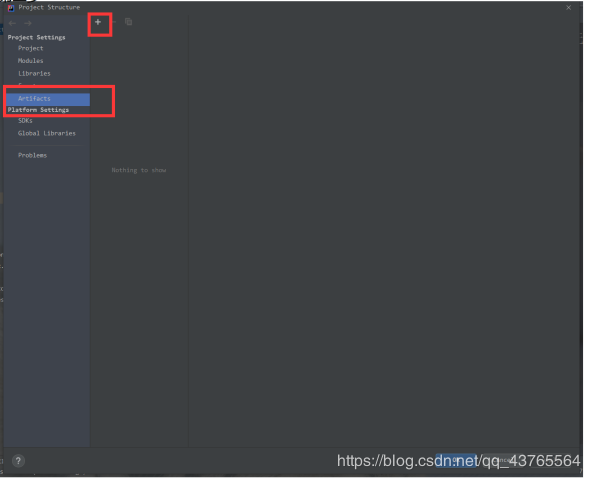 Project Structure
Project Settings
Project
Modules
Libraries
Artifacts
Platform Settings
SDKs
Global Libraries
Problems
Nothing to show
?
https://blog.csdn.net/qq_43765564